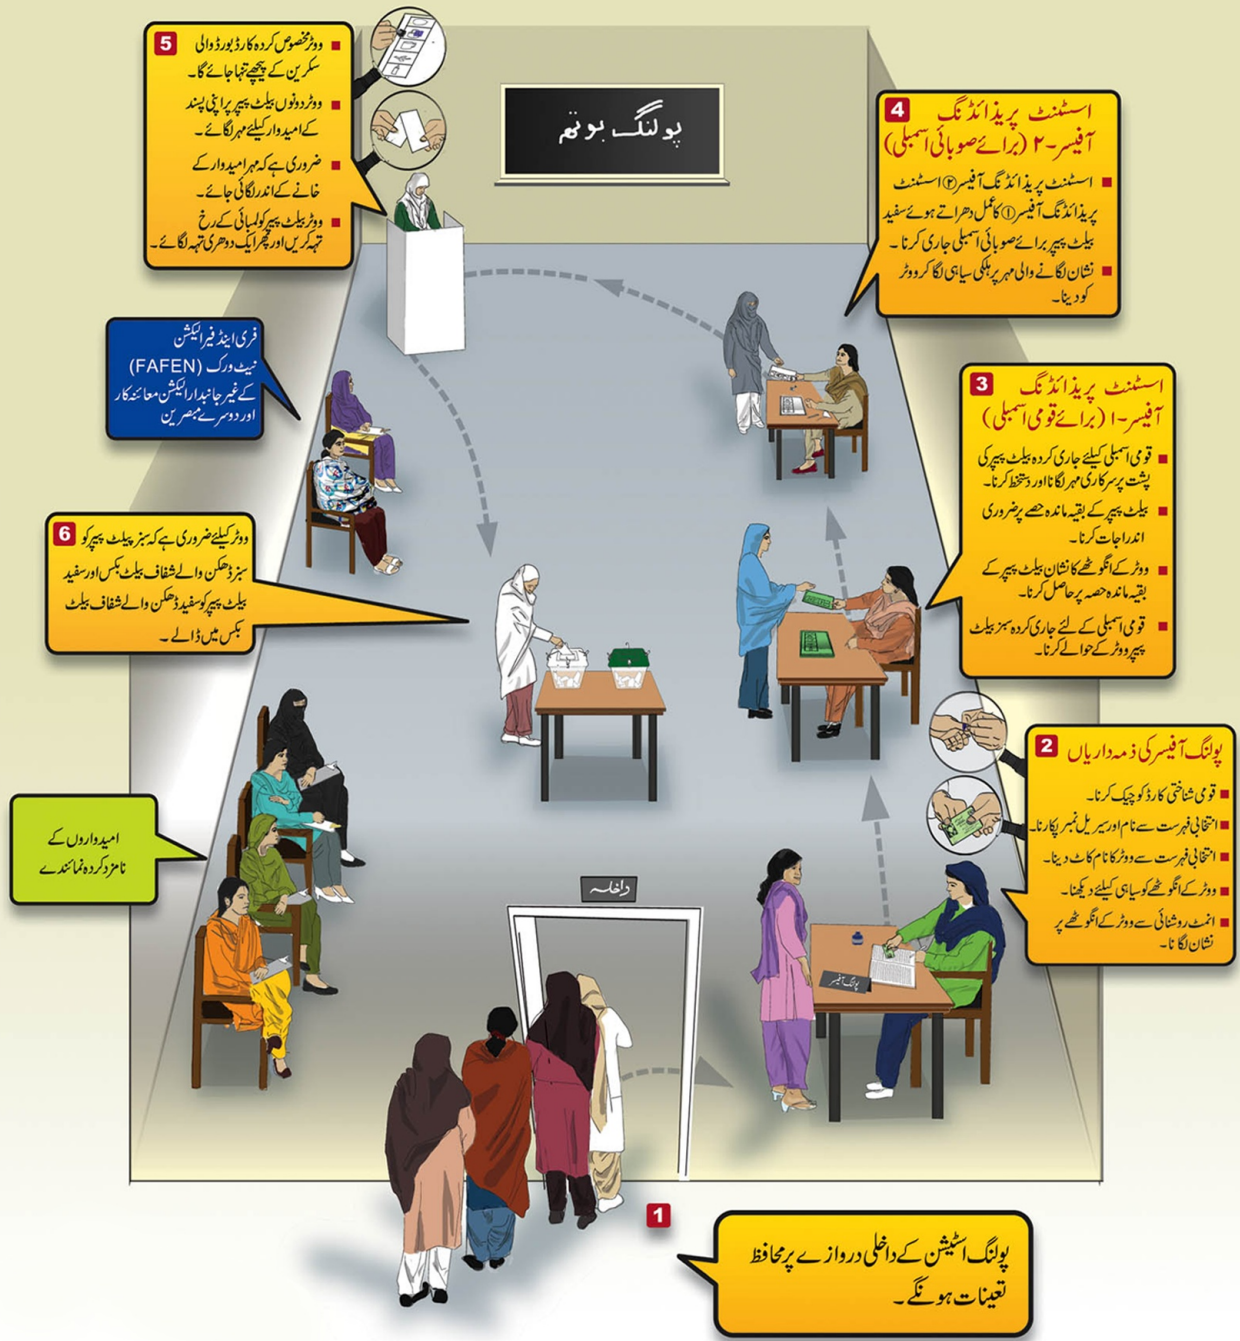 5
ووٹر مخصوص کردہ کارڈ بورڈ والی
سکرین کے پیچھے تنہا جائے گا۔
ووٹر دونوں بیلٹ پیپر پر اپنی پسند
کے امیدوار کیلئے مہر لگائے۔
ضروری ہے کہ مہر امیدوار کے
خانے کے اندر لگائی جائے۔
ووٹر بیلٹ پیپر کو لمبائی کے رخ
تہہ کریں اور پھر ایک دوھری تہہ لگائے۔
پولنگ بوتھ
4
اسسٹنٹ پریذائڈنگ
آفیسر-۲ (برائے صوبائی اسمبلی)
اسسٹنٹ پریذائڈنگ آفیسر ② اسسٹنٹ
پریذائڈنگ آفیسر ① کا عمل دھراتے ہوئے سفید
بیلٹ پیپر برائے صوبائی اسمبلی جاری کرنا۔
نشان لگانے والی مہر پر ہلکی سیاہی لگا کر ووٹر
کو دینا۔
فری اینڈ فیر الیکشن
نیٹ ورک (FAFEN)
کے غیر جانبدار الیکشن معائنہ کار
اور دوسرے مبصرین
3
اسسٹنٹ پریذائڈنگ
آفیسر-۱ (برائے قومی اسمبلی)
قومی اسمبلی کیلئے جاری کردہ بیلٹ پیپر کی
پشت پر سرکاری مہر لگانا اور دستخط کرنا۔
بیلٹ پیپر کے بقیہ ماندہ حصے پر ضروری
اندراجات کرنا۔
ووٹر کے انگوٹھے کا نشان بیلٹ پیپر کے
بقیہ ماندہ حصہ پر حاصل کرنا۔
قومی اسمبلی کے لئے جاری کردہ سبز بیلٹ
پیپر ووٹر کے حوالے کرنا۔
6
ووٹر کیلئے ضروری ہے کہ سبز بیلٹ پیپر کو
سبز ڈھکن والے شفاف بیلٹ بکس اور سفید
بیلٹ پیپر کو سفید ڈھکن والے شفاف بیلٹ
بکس میں ڈالے۔
2
پولنگ آفیسر کی ذمہ داریاں
قومی شناختی کارڈ کو چیک کرنا۔
انتخابی فہرست سے نام اور سیریل نمبر پکارنا۔
انتخابی فہرست سے ووٹر کا نام کاٹ دینا۔
ووٹر کے انگوٹھے کو سیاہی کیلئے دیکھنا۔
انمٹ روشنائی سے ووٹر کے انگوٹھے پر
نشان لگانا۔
امیدواروں کے
نامزد کردہ نمائندے
داخلہ
پولنگ آفیسر
1
پولنگ اسٹیشن کے داخلی دروازے پر محافظ
تعینات ہونگے۔